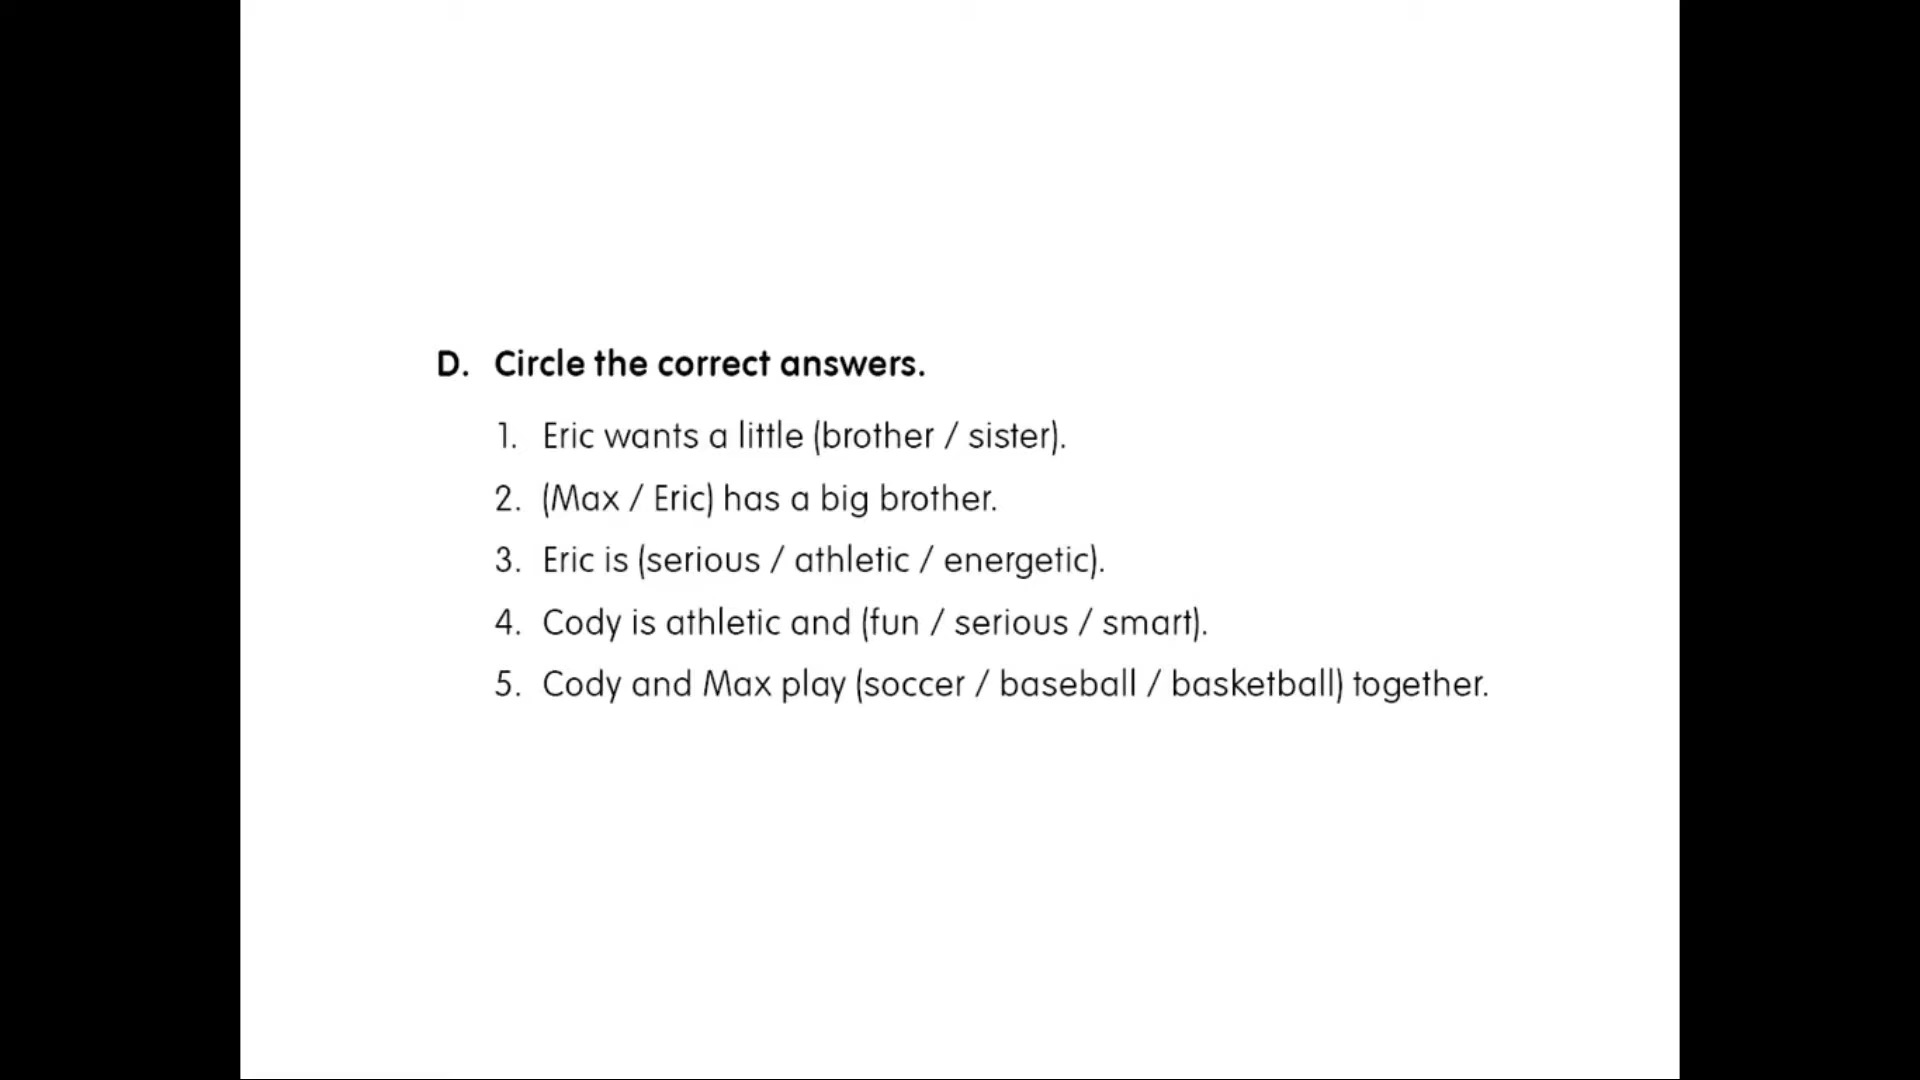 D. Circle the correct answers.
1. Eric wants a little (brother / sister).
2. (Max / Eric) has a big brother.
3. Eric is (serious / athletic / energetic).
4. Cody is athletic and (fun / serious / smart).
5. Cody and Max play (soccer / baseball / basketball) together.